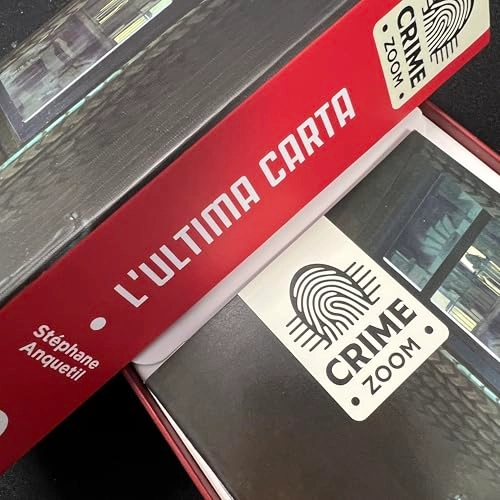 CRIME
• ZOOM •
• L'ULTIMA CARTA
Stéphane
Anquetil
CRIME
• ZOOM •